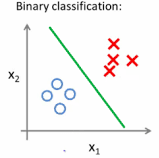 Binary classification:
x₂
x₁